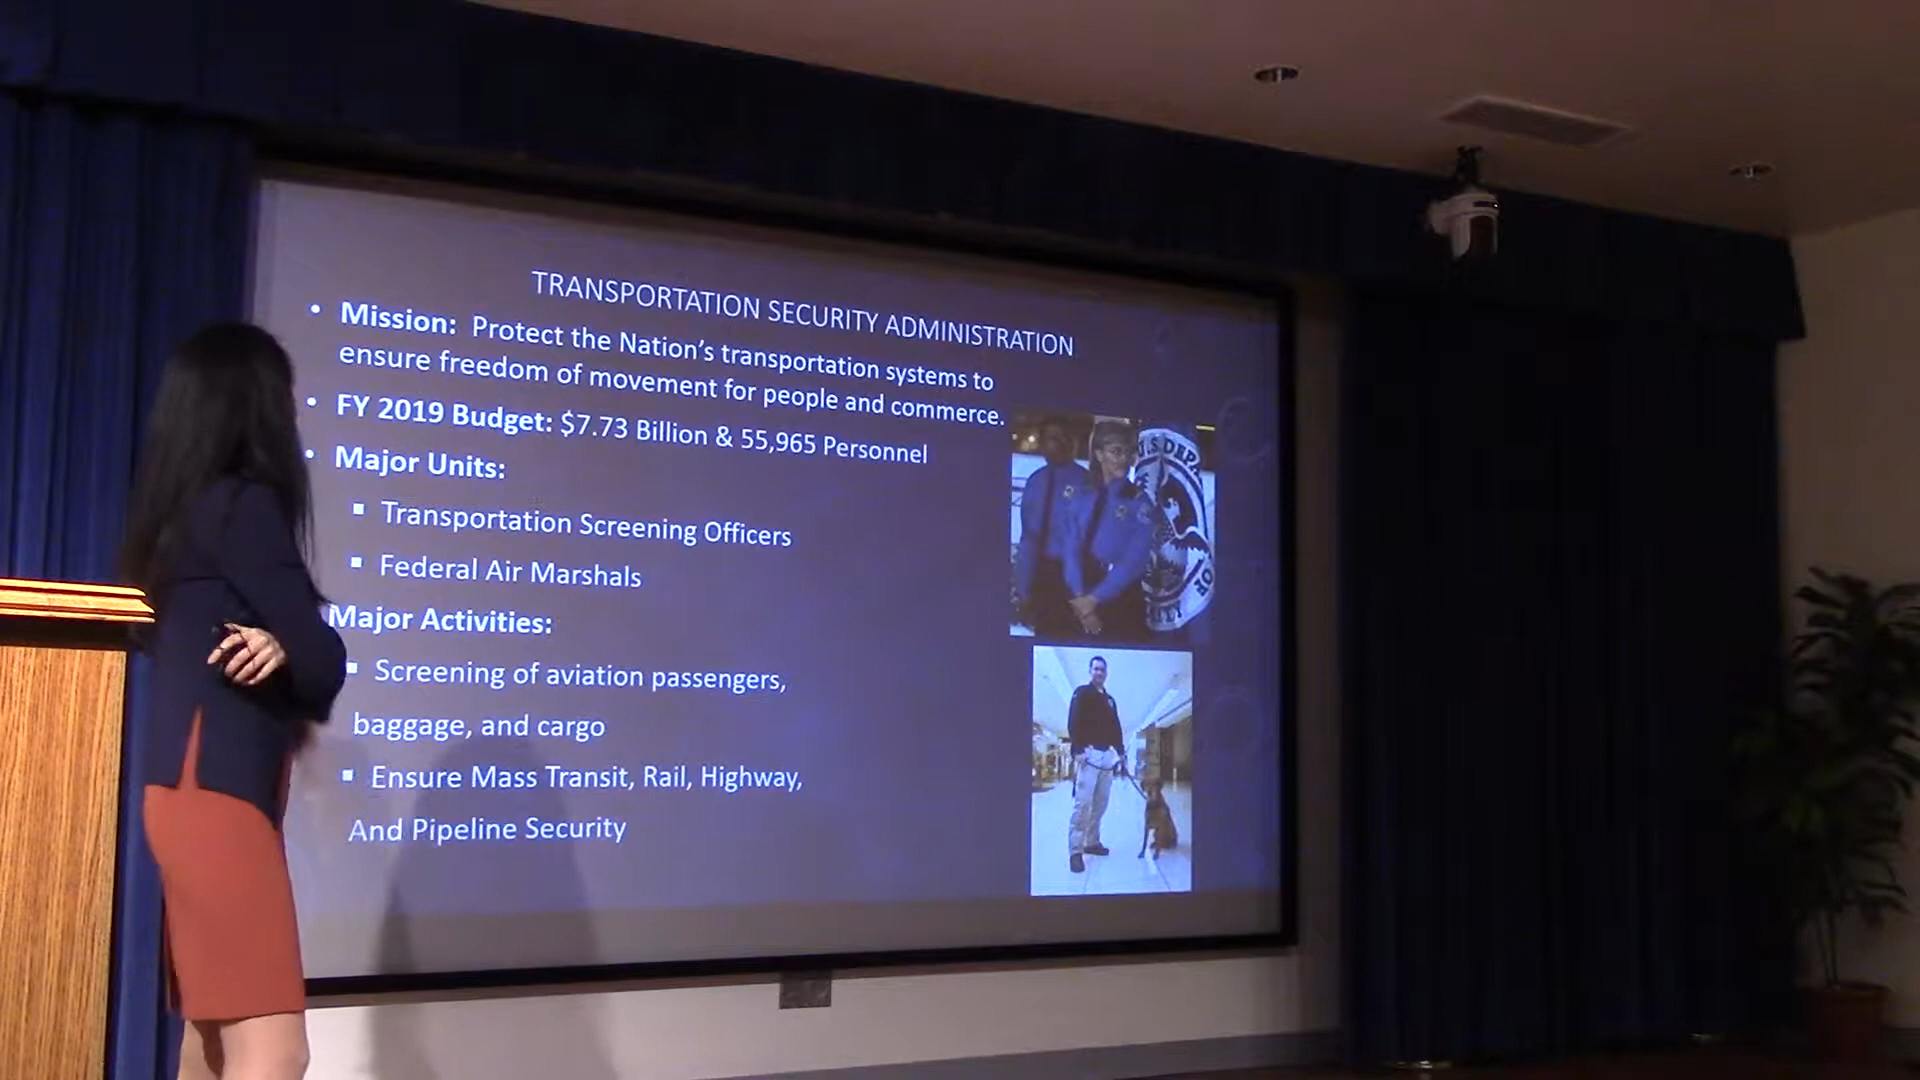 TRANSPORTATION SECURITY ADMINISTRATION
• Mission: Protect the Nation's transportation systems to
ensure freedom of movement for people and commerce.
• FY 2019 Budget: $7.73 Billion & 55,965 Personnel
• Major Units:
▪ Transportation Screening Officers
▪ Federal Air Marshals
Major Activities:
▪ Screening of aviation passengers,
baggage, and cargo
▪ Ensure Mass Transit, Rail, Highway,
And Pipeline Security
U.S. DEPA